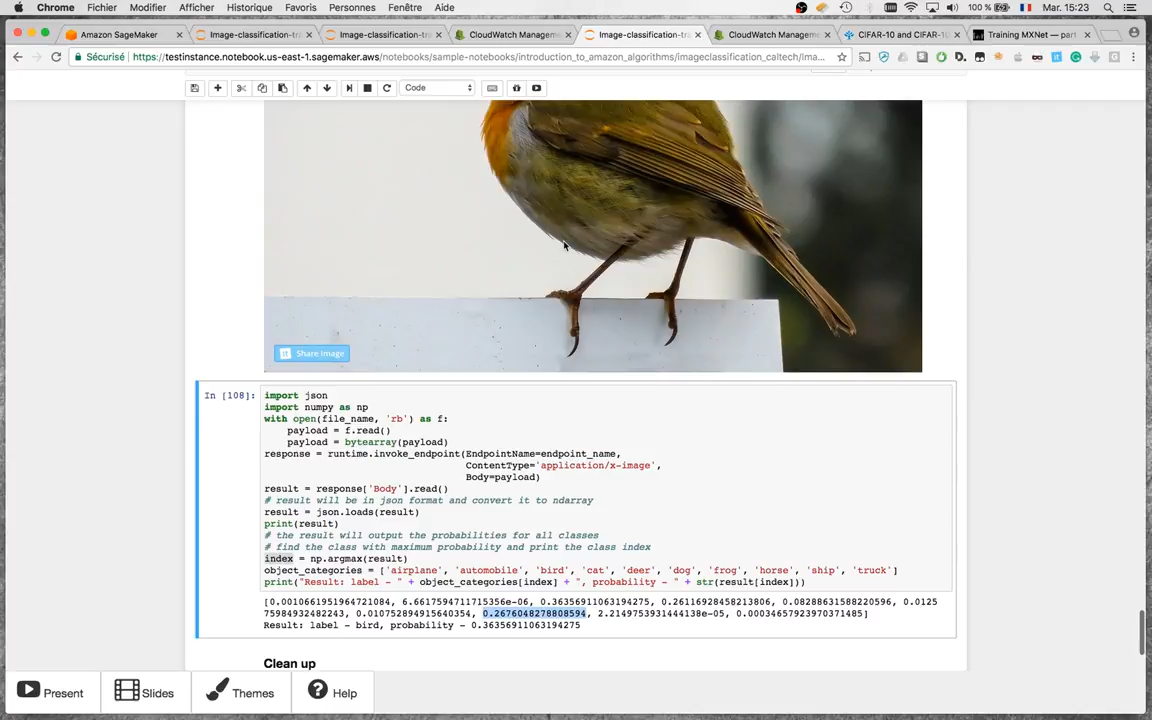 Chrome Fichier Modifier Afficher Historique Favoris Personnes Fenêtre Aide 100 % Mar. 15:23
Amazon SageMaker Image-classification-tra Image-classification-tra CloudWatch Manageme Image-classification-tra CloudWatch Manageme CIFAR-10 and CIFAR-10 Training MXNet — part
Sécurisé https://testinstance.notebook.us-east-1.sagemaker.aws/notebooks/sample-notebooks/introduction_to_amazon_algorithms/imageclassification_caltech/Ima...
Code
Share image
In [108]:
import json
import numpy as np
with open(file_name, 'rb') as f:
    payload = f.read()
    payload = bytearray(payload)
response = runtime.invoke_endpoint(EndpointName=endpoint_name,
                                   ContentType='application/x-image',
                                   Body=payload)
result = response['Body'].read()
# result will be in json format and convert it to ndarray
result = json.loads(result)
print(result)
# the result will output the probabilities for all classes
# find the class with maximum probability and print the class index
index = np.argmax(result)
object_categories = ['airplane', 'automobile', 'bird', 'cat', 'deer', 'dog', 'frog', 'horse', 'ship', 'truck']
print("Result: label - " + object_categories[index] + ", probability - " + str(result[index]))
[0.0010661951964721084, 6.6617594711715356e-06, 0.36356911063194275, 0.26116928458213806, 0.08288631588220596, 0.0125
75984932482243, 0.01075289491564035​4, 0.2676048278808594, 2.2149753931444138e-05, 0.00034657923970371485]
Result: label - bird, probability - 0.36356911063194275
Clean up
Present Slides Themes Help